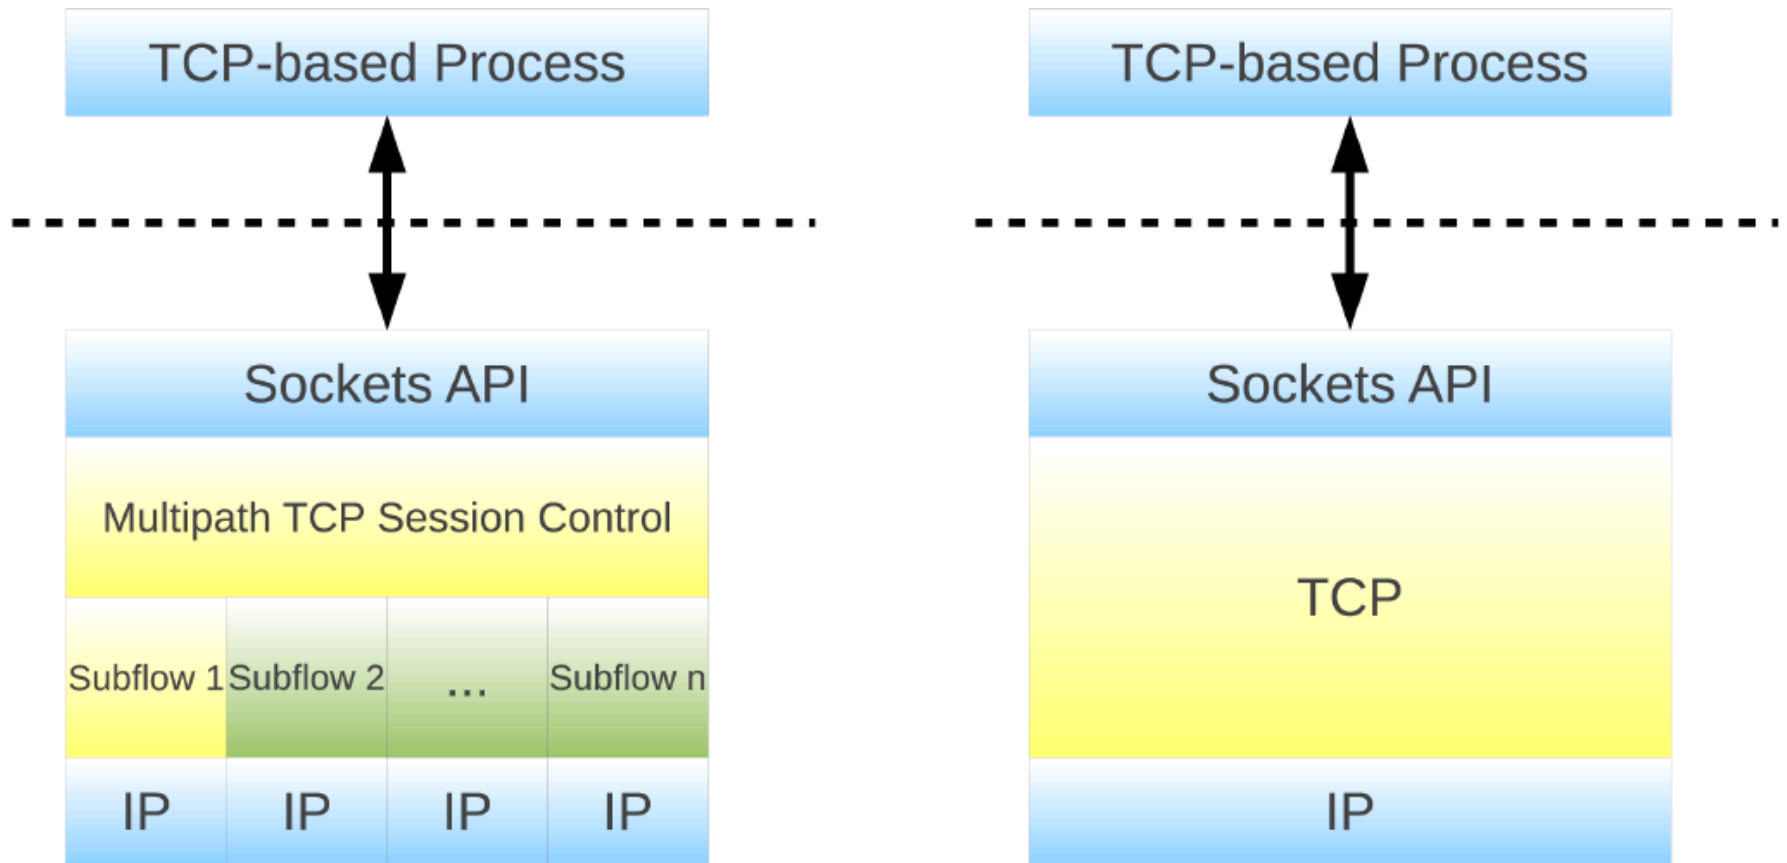 TCP-based Process
TCP-based Process
Sockets API
Sockets API
Multipath TCP Session Control
TCP
Subflow 1
Subflow 2
...
Subflow n
IP
IP
IP
IP
IP